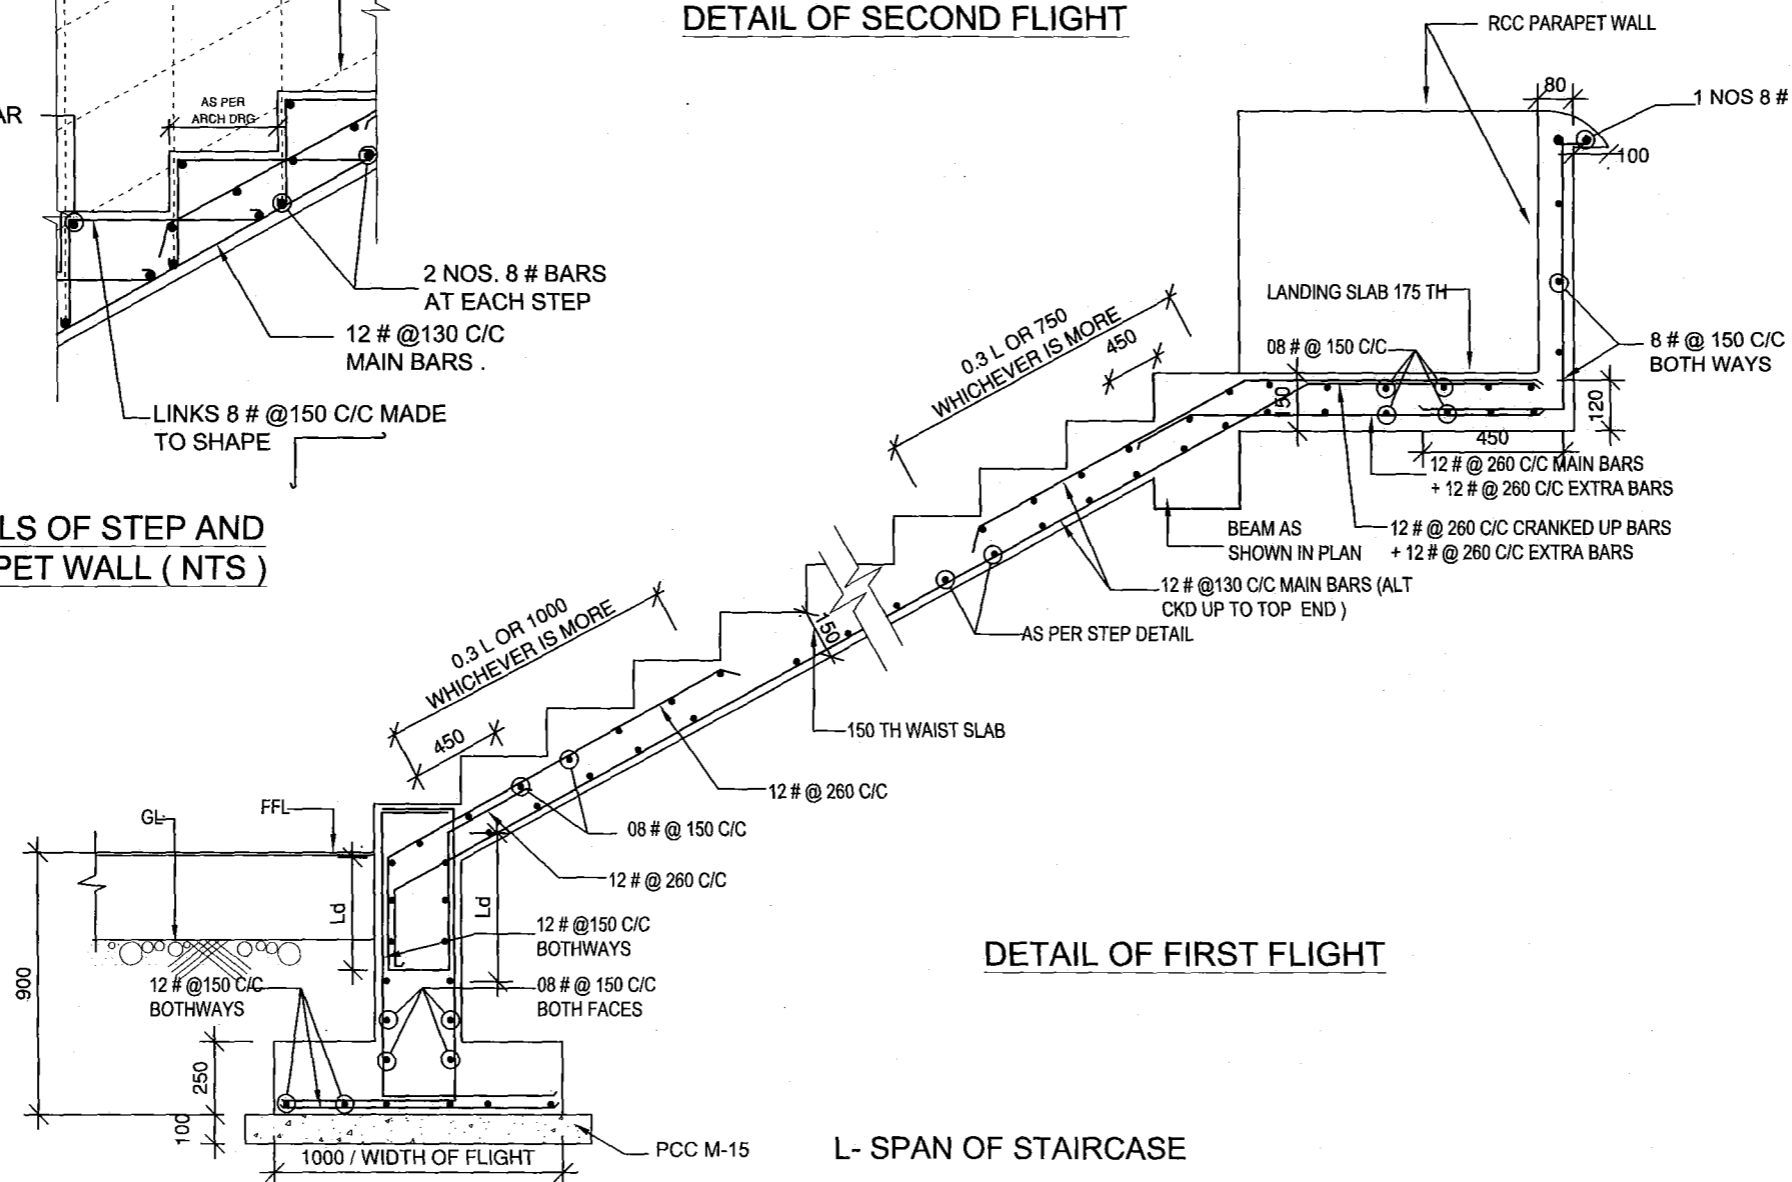 DETAIL OF SECOND FLIGHT
RCC PARAPET WALL
80
1 NOS 8 #
100
AR
AS PER
ARCH DRG
2 NOS. 8 # BARS
AT EACH STEP
12 # @130 C/C
MAIN BARS .
LINKS 8 # @150 C/C MADE
TO SHAPE
LS OF STEP AND
PET WALL ( NTS )
0.3 L OR 750
WHICHEVER IS MORE
450
LANDING SLAB 175 TH
08 # @ 150 C/C
8 # @ 150 C/C
BOTH WAYS
150
120
450
12 # @ 260 C/C MAIN BARS
+ 12 # @ 260 C/C EXTRA BARS
BEAM AS
SHOWN IN PLAN
12 # @ 260 C/C CRANKED UP BARS
+ 12 # @ 260 C/C EXTRA BARS
12 # @130 C/C MAIN BARS (ALT
CKD UP TO TOP END )
AS PER STEP DETAIL
0.3 L OR 1000
WHICHEVER IS MORE
450
150
150 TH WAIST SLAB
12 # @ 260 C/C
GL
FFL
08 # @ 150 C/C
12 # @ 260 C/C
Ld
Ld
12 # @150 C/C
BOTHWAYS
08 # @ 150 C/C
BOTH FACES
12 # @150 C/C
BOTHWAYS
900
250
100
DETAIL OF FIRST FLIGHT
1000 / WIDTH OF FLIGHT
PCC M-15
L- SPAN OF STAIRCASE